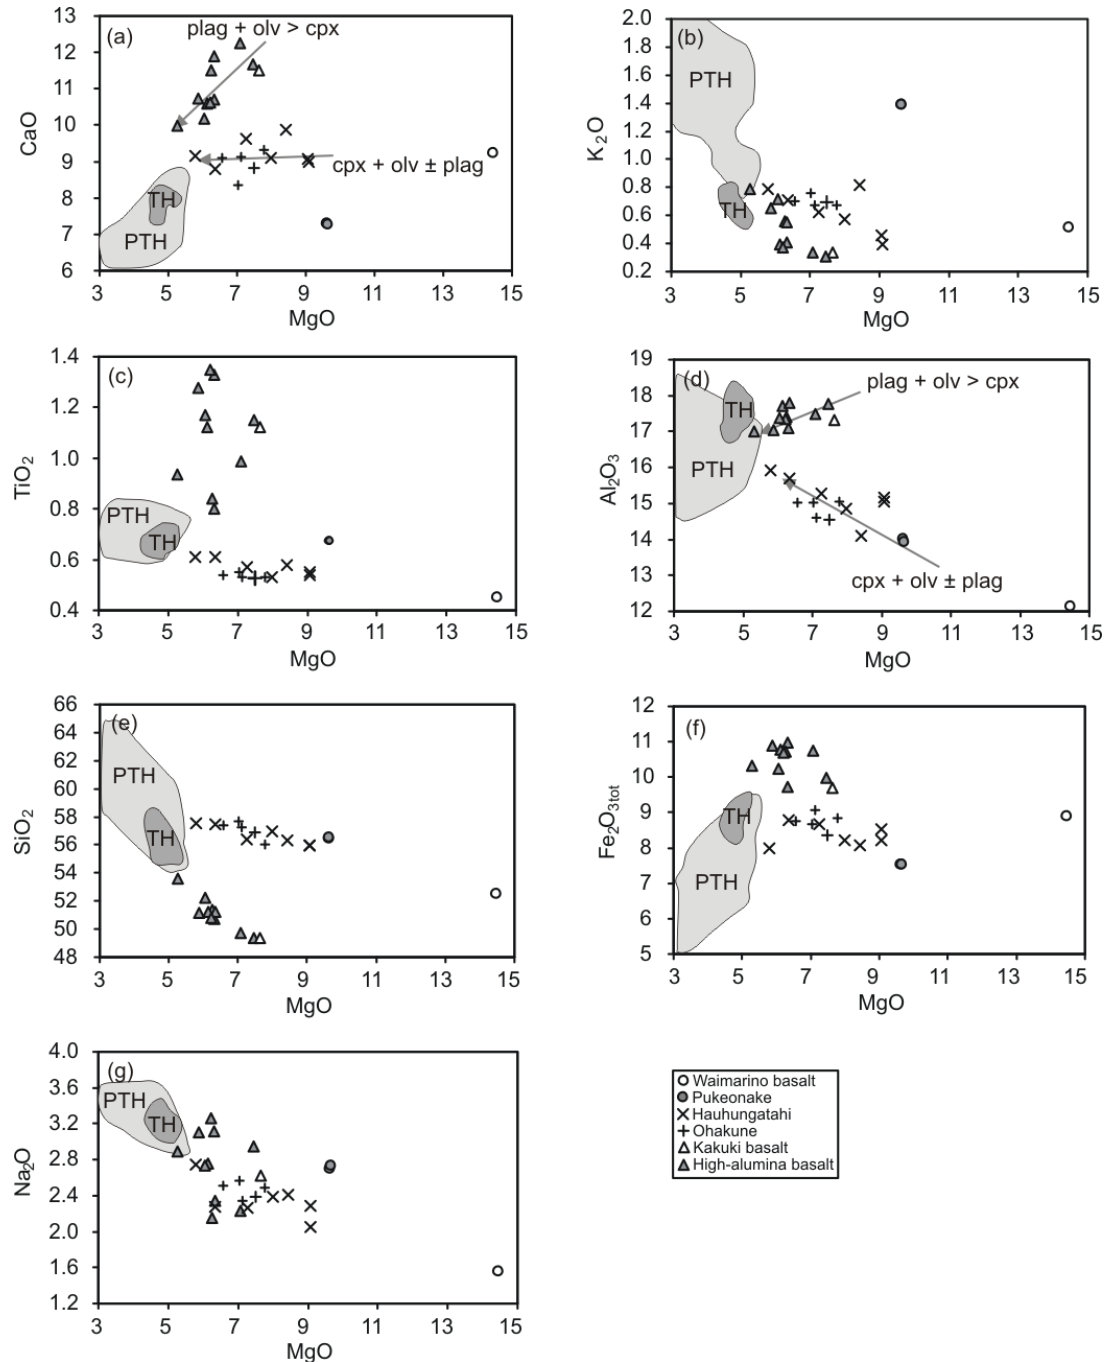 (a)
plag + olv > cpx
cpx + olv ± plag
TH
PTH
13
12
11
10
9
8
7
6
CaO
3 5 7 9 11 13 15
MgO
(b)
PTH
TH
2.0
1.8
1.6
1.4
1.2
1.0
0.8
0.6
0.4
0.2
K2O
3 5 7 9 11 13 15
MgO
(c)
PTH
TH
1.4
1.2
1.0
0.8
0.6
0.4
TiO2
3 5 7 9 11 13 15
MgO
(d)
plag + olv > cpx
TH
PTH
cpx + olv ± plag
19
18
17
16
15
14
13
12
Al2O3
3 5 7 9 11 13 15
MgO
(e)
PTH
TH
66
64
62
60
58
56
54
52
50
48
SiO2
3 5 7 9 11 13 15
MgO
(f)
TH
PTH
12
11
10
9
8
7
6
5
Fe2O3tot
3 5 7 9 11 13 15
MgO
(g)
PTH
TH
4.0
3.6
3.2
2.8
2.4
2.0
1.6
1.2
Na2O
3 5 7 9 11 13 15
MgO
Waimarino basalt
Pukeonake
Hauhungatahi
Ohakune
Kakuki basalt
High-alumina basalt